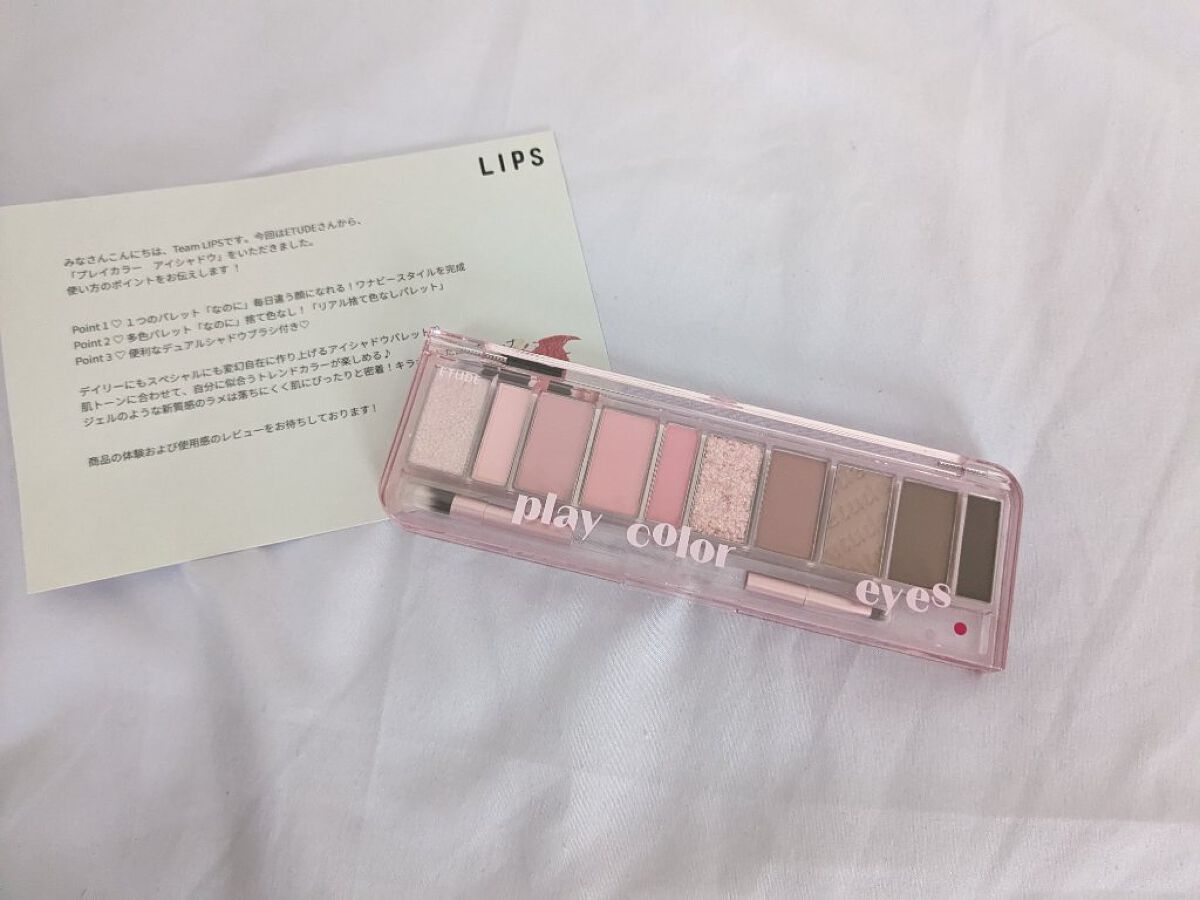 LIPS
みなさんこんにちは、Team LIPSです。今回はETUDEさんから、
「プレイカラー　アイシャドウ」をいただきました。
使い方のポイントをお伝えします！
Point 1 ♡ １つのパレット「なのに」毎日違う顔になれる！ワナビースタイルを完成
Point 2 ♡ 多色パレット「なのに」捨て色なし！「リアル捨て色なしパレット」
Point 3 ♡ 便利なデュアルシャドウブラシ付き♡
デイリーにもスペシャルにも変幻自在に作り上げるアイシャドウパレット
肌トーンに合わせて、自分に似合うトレンドカラーが楽しめる♪
ジェルのような新質感のラメは落ちにくく肌にぴったりと密着！キラ
商品の体験および使用感のレビューをお待ちしております！
ETUDE
play color
eyes